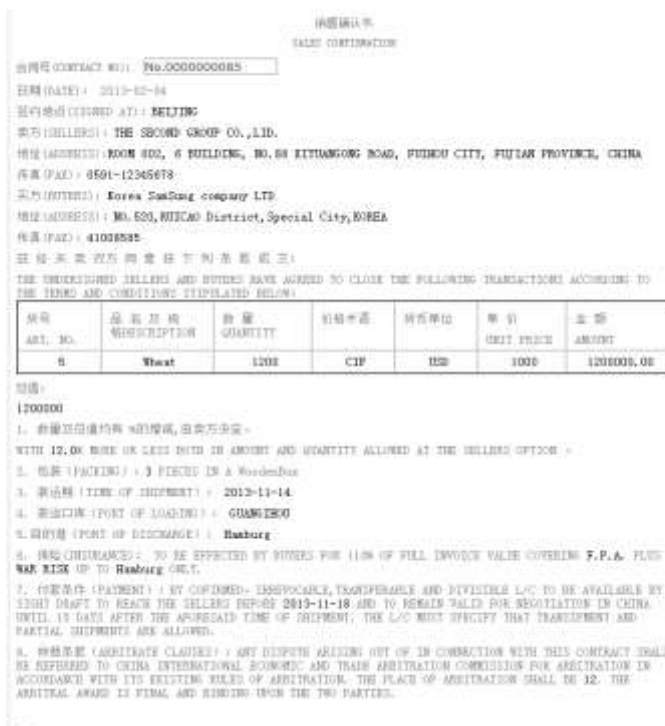 销售确认书
SALES CONFIRMATION
合同号(CONTRACT NO): No.0000000085
日期(DATE): 2013-02-04
签约地点(SIGNED AT): BEIJING
卖方(SELLERS): THE SECOND GROUP CO.,LID.
地址(ADDRESS): ROOM 602, 6 BUILDING, NO. ROAD, FUZHOU CITY, FUJIAN PROVINCE, CHINA
传真(FAX): 0591-12345678
买方(BUYERS): Korea SamSung company LTD
地址(ADDRESS): NO.520, District,Special City,KOREA
传真(FAX): 41008585
兹经买卖双方同意按下列条款成交:
THE UNDERSIGNED SELLERS AND BUYERS HAVE AGREED TO CLOSE THE FOLLOWING TRANSACTIONS ACCORDING TO
THE TERMS AND CONDITIONS STIPULATED BELOW:
货号 品名及规 数量 价格术语 货币单位 单价 金额
ART. NO. 格DESCRIPTION QUANTITY UNIT PRICE AMOUNT
Wheat 1200 CIF USD 1000 1200000.00
总值:
1200000
1. 数量及总值均有 %的增减,由卖方决定。
WITH 12.0% MORE OR LESS BOTH IN AMOUNT AND QUANTITY ALLOWED AT THE SELLERS OPTION
2. 包装(PACKING): 3 PIECES IN A WoodenBox
3. 装运期(TIME OF SHIPMENT): 2013-11-14
4. 装运口岸(PORT OF LOADING): GUANGZHOU
5. 目的港(PORT OF DISCHARGE): Hamburg
6. 保险(INSURANCE): TO BE EFFECTED BY BUYERS FOR 110% OF FULL INVOICE VALUE COVERING F.P.A. PLUS
WAR RISK UP TO Hamburg ONLY.
7. 付款条件(PAYMENT): BY CONFIRMED, IRREVOCABLE, TRANSFERABLE AND DIVISIBLE L/C TO BE AVAILABLE BY
SIGHT DRAFT TO REACH THE SELLERS BEFORE 2013-11-18 AND TO REMAIN VALID FOR NEGOTIATION IN CHINA
UNTIL 15 DAYS AFTER THE AFORESAID TIME OF SHIPMENT. THE L/C MUST SPECIFY THAT TRANSIPMENT AND
PARTIAL SHIPMENTS ARE ALLOWED.
8. 仲裁条款(ARBITRATE CLAUSES): ANY DISPUTE ARISING OUT OF IN CONNECTION WITH THIS CONTRACT SHALL
BE REFERRED TO CHINA INTERNATIONAL ECONOMIC AND TRADE ARBITRATION COMMISSION FOR ARBITRATION IN
ACCORDANCE WITH ITS EXISTING RULES OF ARBITRATION. THE PLACE OF ARBITRATION SHALL BE 12. THE
ARBITRAL AWARD IS FINAL AND BINDING UPON THE TWO PARTIES.